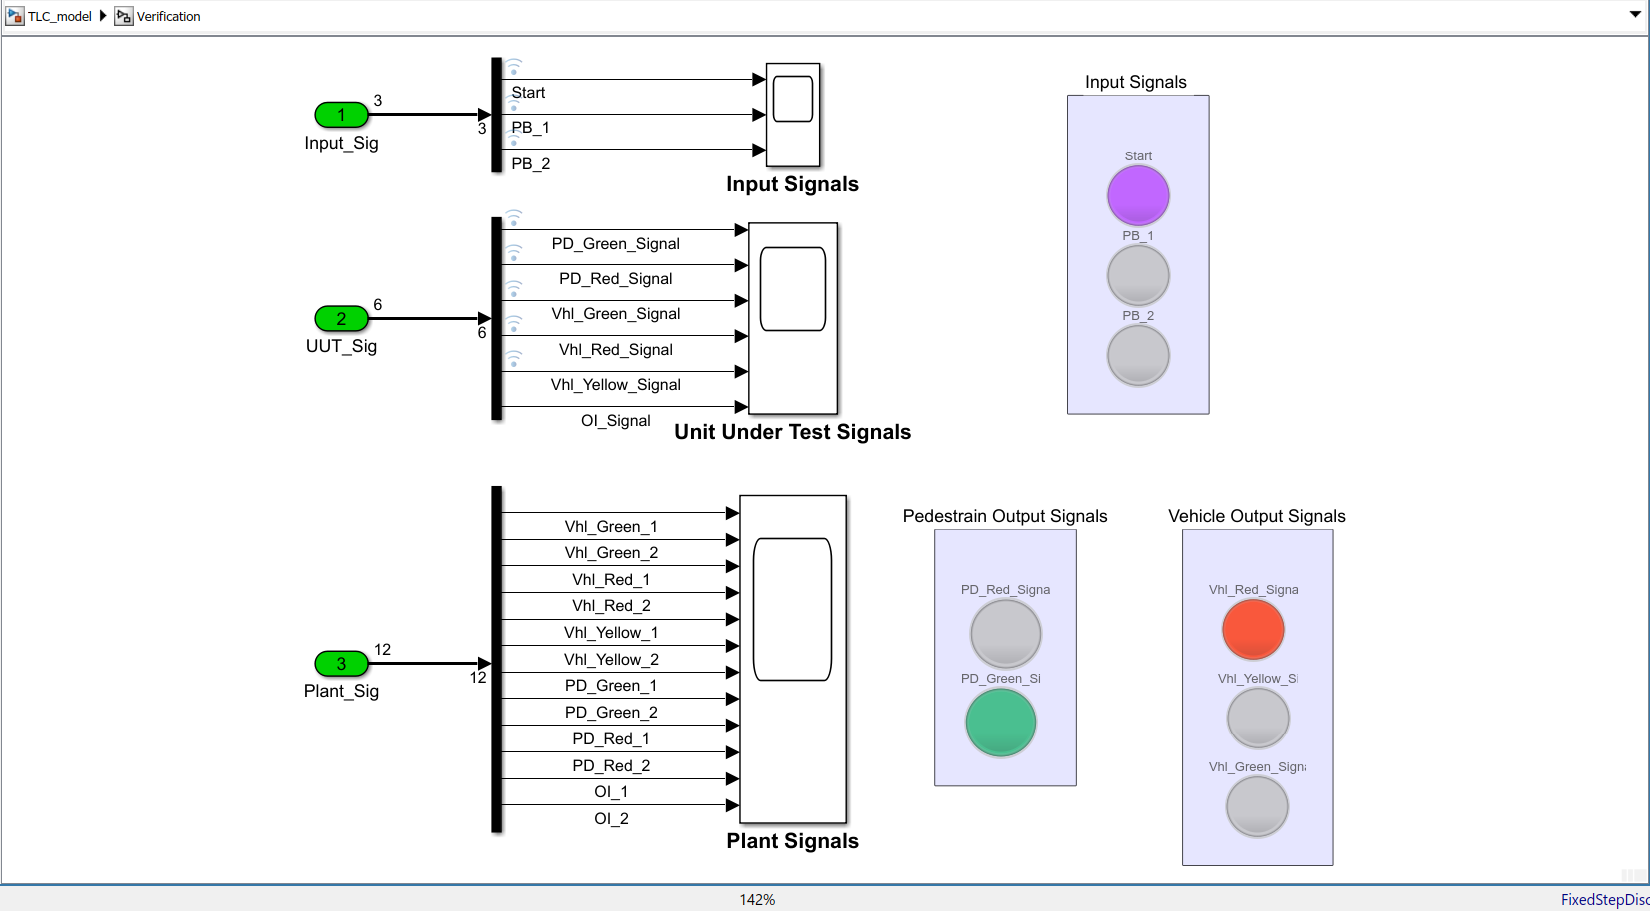 TLC_model Verification
Input_Sig
1
3
3
Start
PB_1
PB_2
Input Signals
UUT_Sig
2
6
6
PD_Green_Signal
PD_Red_Signal
Vhl_Green_Signal
Vhl_Red_Signal
Vhl_Yellow_Signal
OI_Signal
Unit Under Test Signals
Plant_Sig
3
12
12
Vhl_Green_1
Vhl_Green_2
Vhl_Red_1
Vhl_Red_2
Vhl_Yellow_1
Vhl_Yellow_2
PD_Green_1
PD_Green_2
PD_Red_1
PD_Red_2
OI_1
OI_2
Plant Signals
Input Signals
Start
PB_1
PB_2
Pedestrain Output Signals
PD_Red_Signa
PD_Green_Si
Vehicle Output Signals
Vhl_Red_Signa
Vhl_Yellow_Si
Vhl_Green_Signa
142%
FixedStepDisc